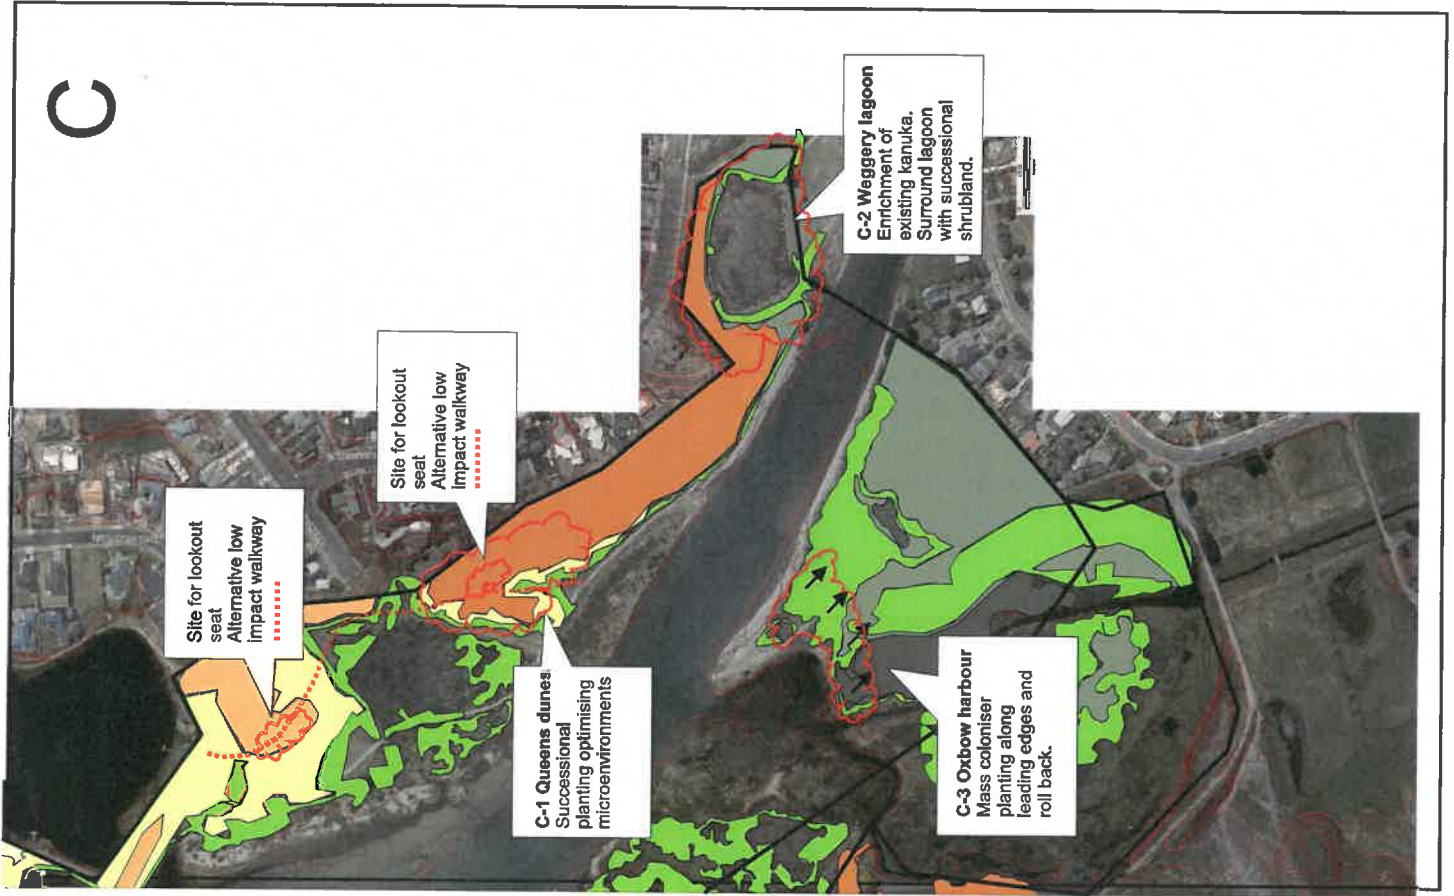 C
Site for lookout
seat
Alternative low
impact walkway
Site for lookout
seat
Alternative low
impact walkway
C-1 Queens dunes
Successional
planting optimising
microenvironments
C-2 Weggery lagoon
Enrichment of
existing kanuka.
Surround lagoon
with successional
shrubland.
C-3 Oxbow harbour
Mass coloniser
planting along
leading edges and
roll back.